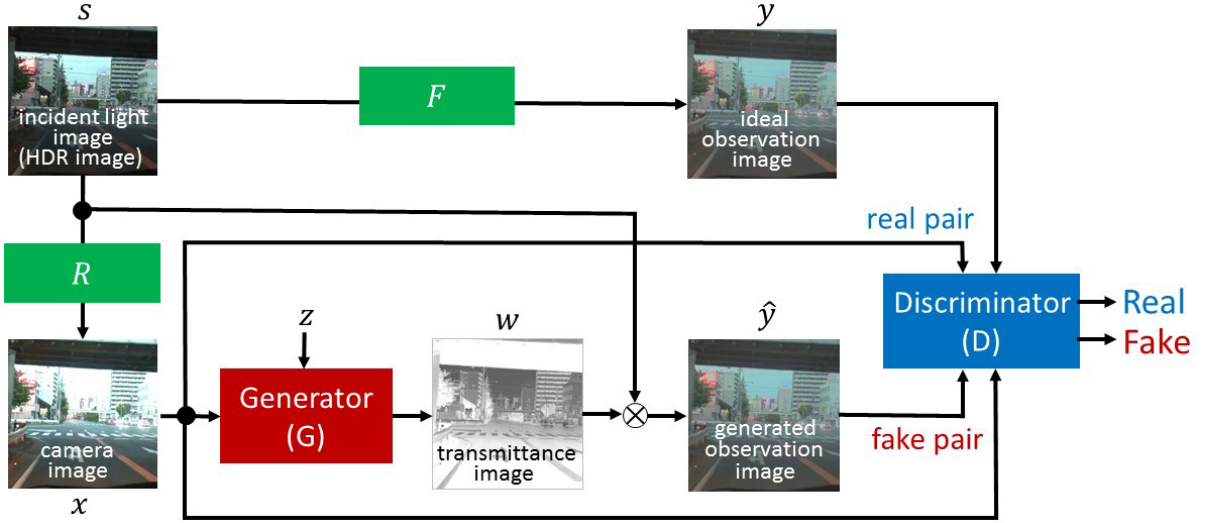 s
y
incident light
image
(HDR image)
F
ideal
observation
image
real pair
R
Discriminator
(D)
Real
Fake
z
w
ŷ
Generator
(G)
camera
image
transmittance
image
generated
observation
image
fake pair
x